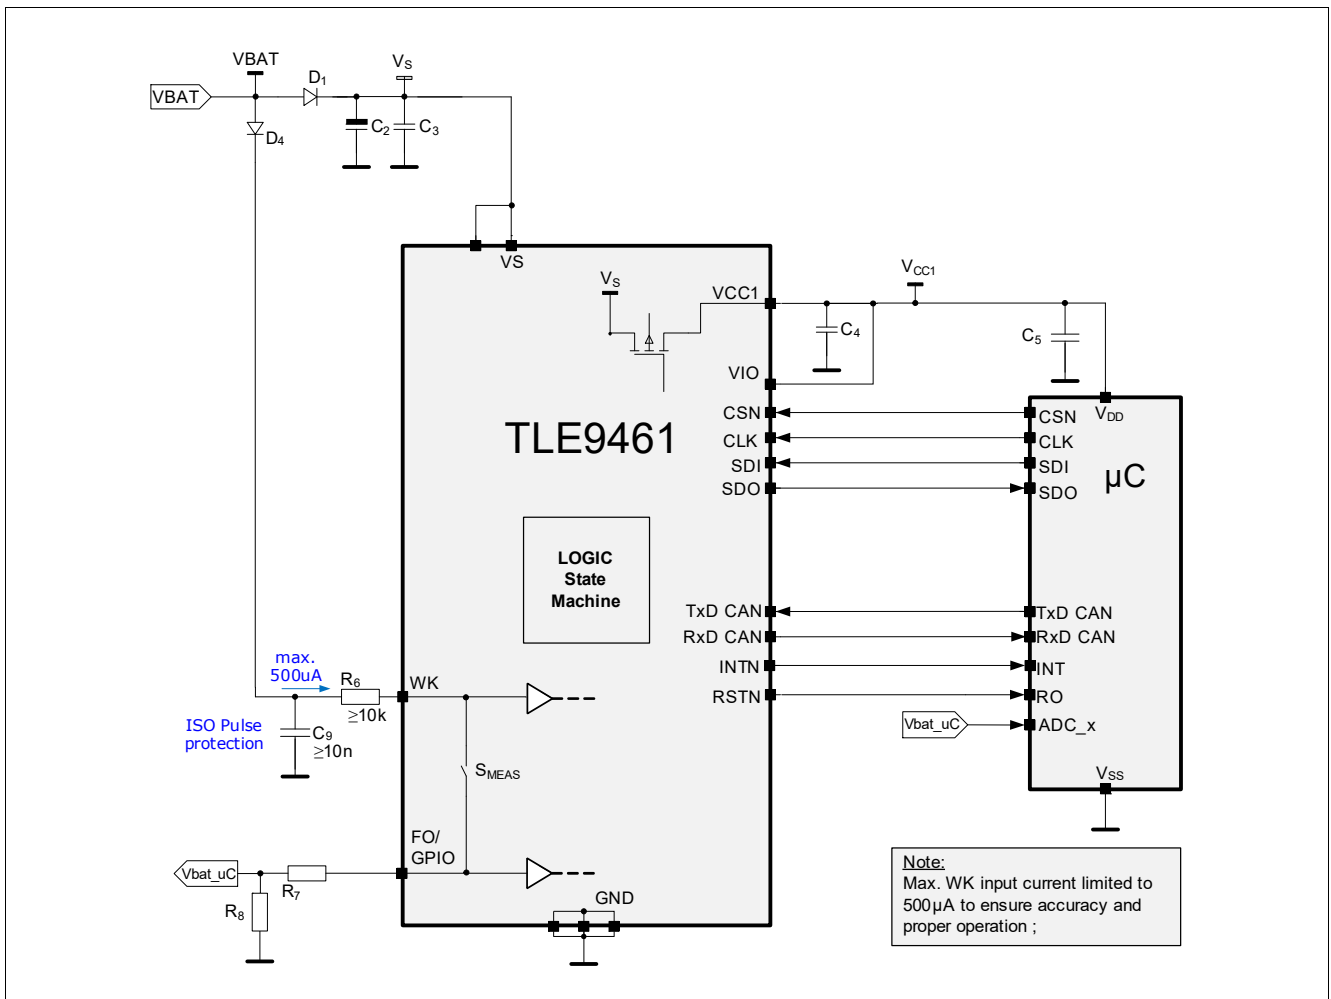 VBAT
VS
VBAT
D1
D4
C2
C3
VS
VS
VCC1
VCC1
C4
C5
VIO
CSN
CLK
SDI
SDO
TLE9461
CSN
VDD
CLK
SDI
µC
SDO
LOGIC
State
Machine
TxD CAN
RxD CAN
INTN
RSTN
TxD CAN
RxD CAN
INT
RO
Vbat_uC
ADC_x
VSS
max.
500uA
R6
≥10k
WK
ISO Pulse
protection
C9
≥10n
SMEAS
FO/
GPIO
Vbat_uC
R7
R8
GND
Note:
Max. WK input current limited to
500µA to ensure accuracy and
proper operation ;